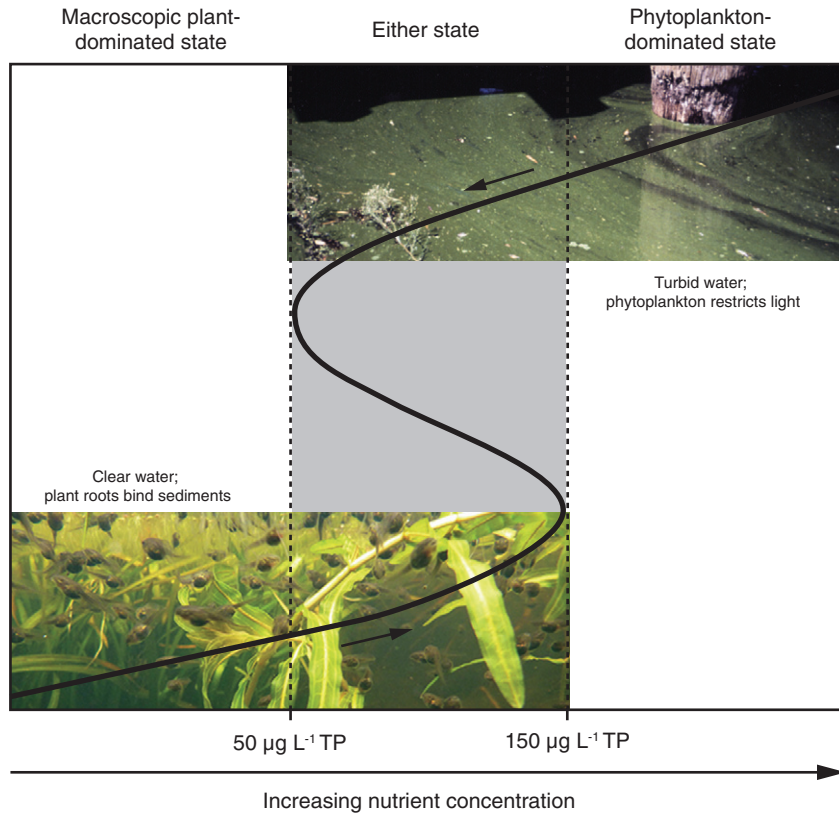 Macroscopic plant-
dominated state
Either state
Phytoplankton-
dominated state
Turbid water;
phytoplankton restricts light
Clear water;
plant roots bind sediments
50 µg L⁻¹ TP
150 µg L⁻¹ TP
Increasing nutrient concentration